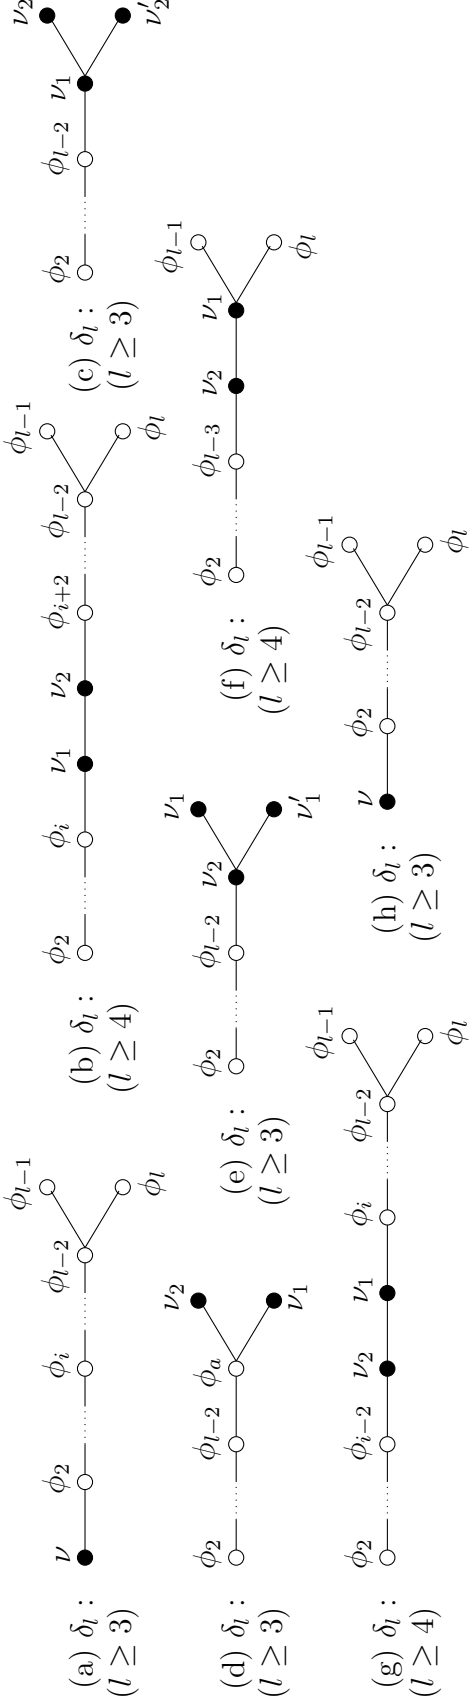 (a) δ_l :
(l ≥ 3)
ν
ϕ_2
ϕ_i
ϕ_{l−2}
ϕ_{l−1}
ϕ_l
(b) δ_l :
(l ≥ 4)
ϕ_2
ϕ_i
ν_1
ν_2
ϕ_{i+2}
ϕ_{l−2}
ϕ_{l−1}
ϕ_l
(c) δ_l :
(l ≥ 3)
ϕ_2
ϕ_{l−2}
ν_1
ν_2
ν′_2
(d) δ_l :
(l ≥ 3)
ϕ_2
ϕ_{l−2}
ϕ_a
ν_2
ν_1
(e) δ_l :
(l ≥ 3)
ϕ_2
ϕ_{l−2}
ν_2
ν_1
ν′_1
(f) δ_l :
(l ≥ 4)
ϕ_2
ϕ_{l−3}
ν_2
ν_1
ϕ_{l−1}
ϕ_l
(g) δ_l :
(l ≥ 4)
ϕ_2
ϕ_{i−2}
ν_2
ν_1
ϕ_i
ϕ_{l−2}
ϕ_{l−1}
ϕ_l
(h) δ_l :
(l ≥ 3)
ν
ϕ_2
ϕ_{l−2}
ϕ_{l−1}
ϕ_l